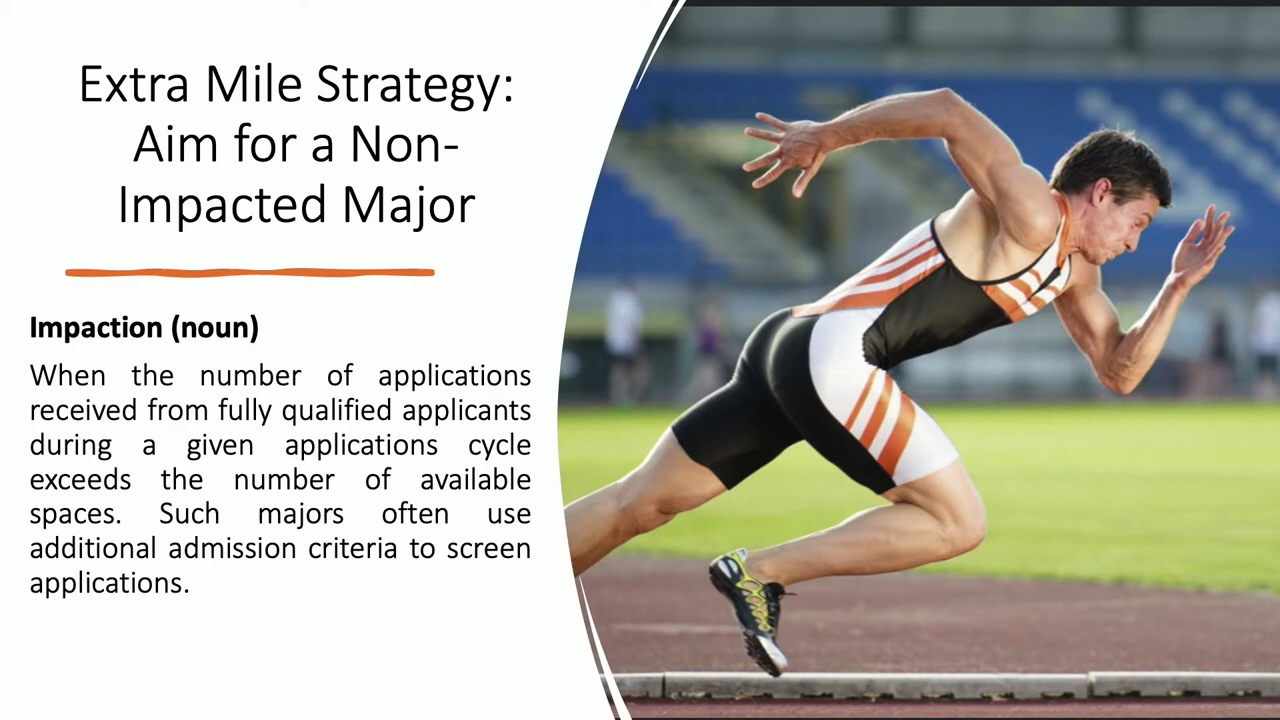 Extra Mile Strategy:
Aim for a Non-
Impacted Major
Impaction (noun)
When the number of applications
received from fully qualified applicants
during a given applications cycle
exceeds the number of available
spaces. Such majors often use
additional admission criteria to screen
applications.